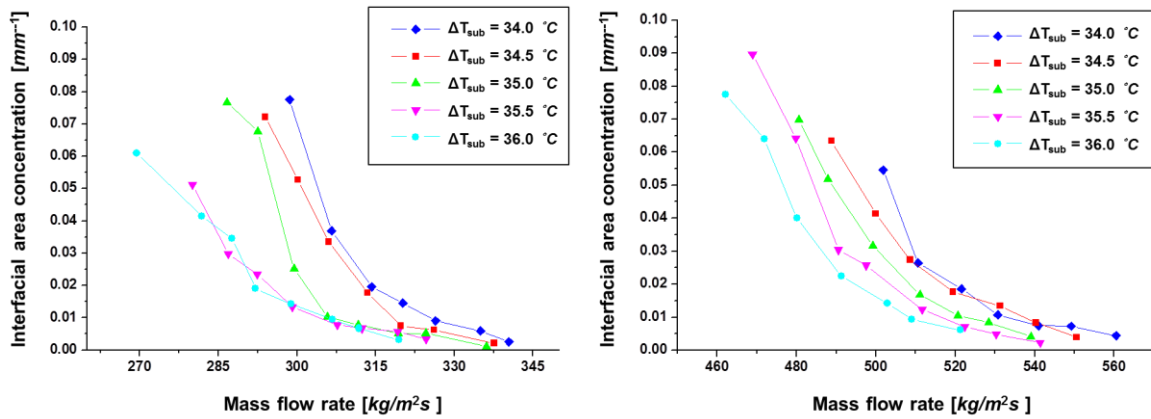 Interfacial area concentration [mm⁻¹]
0.10
0.09
0.08
0.07
0.06
0.05
0.04
0.03
0.02
0.01
0.00
270 285 300 315 330 345
Mass flow rate [kg/m²s ]
ΔTsub = 34.0 °C
ΔTsub = 34.5 °C
ΔTsub = 35.0 °C
ΔTsub = 35.5 °C
ΔTsub = 36.0 °C
Interfacial area concentration [mm⁻¹]
0.10
0.09
0.08
0.07
0.06
0.05
0.04
0.03
0.02
0.01
0.00
460 480 500 520 540 560
Mass flow rate [kg/m²s ]
ΔTsub = 34.0 °C
ΔTsub = 34.5 °C
ΔTsub = 35.0 °C
ΔTsub = 35.5 °C
ΔTsub = 36.0 °C